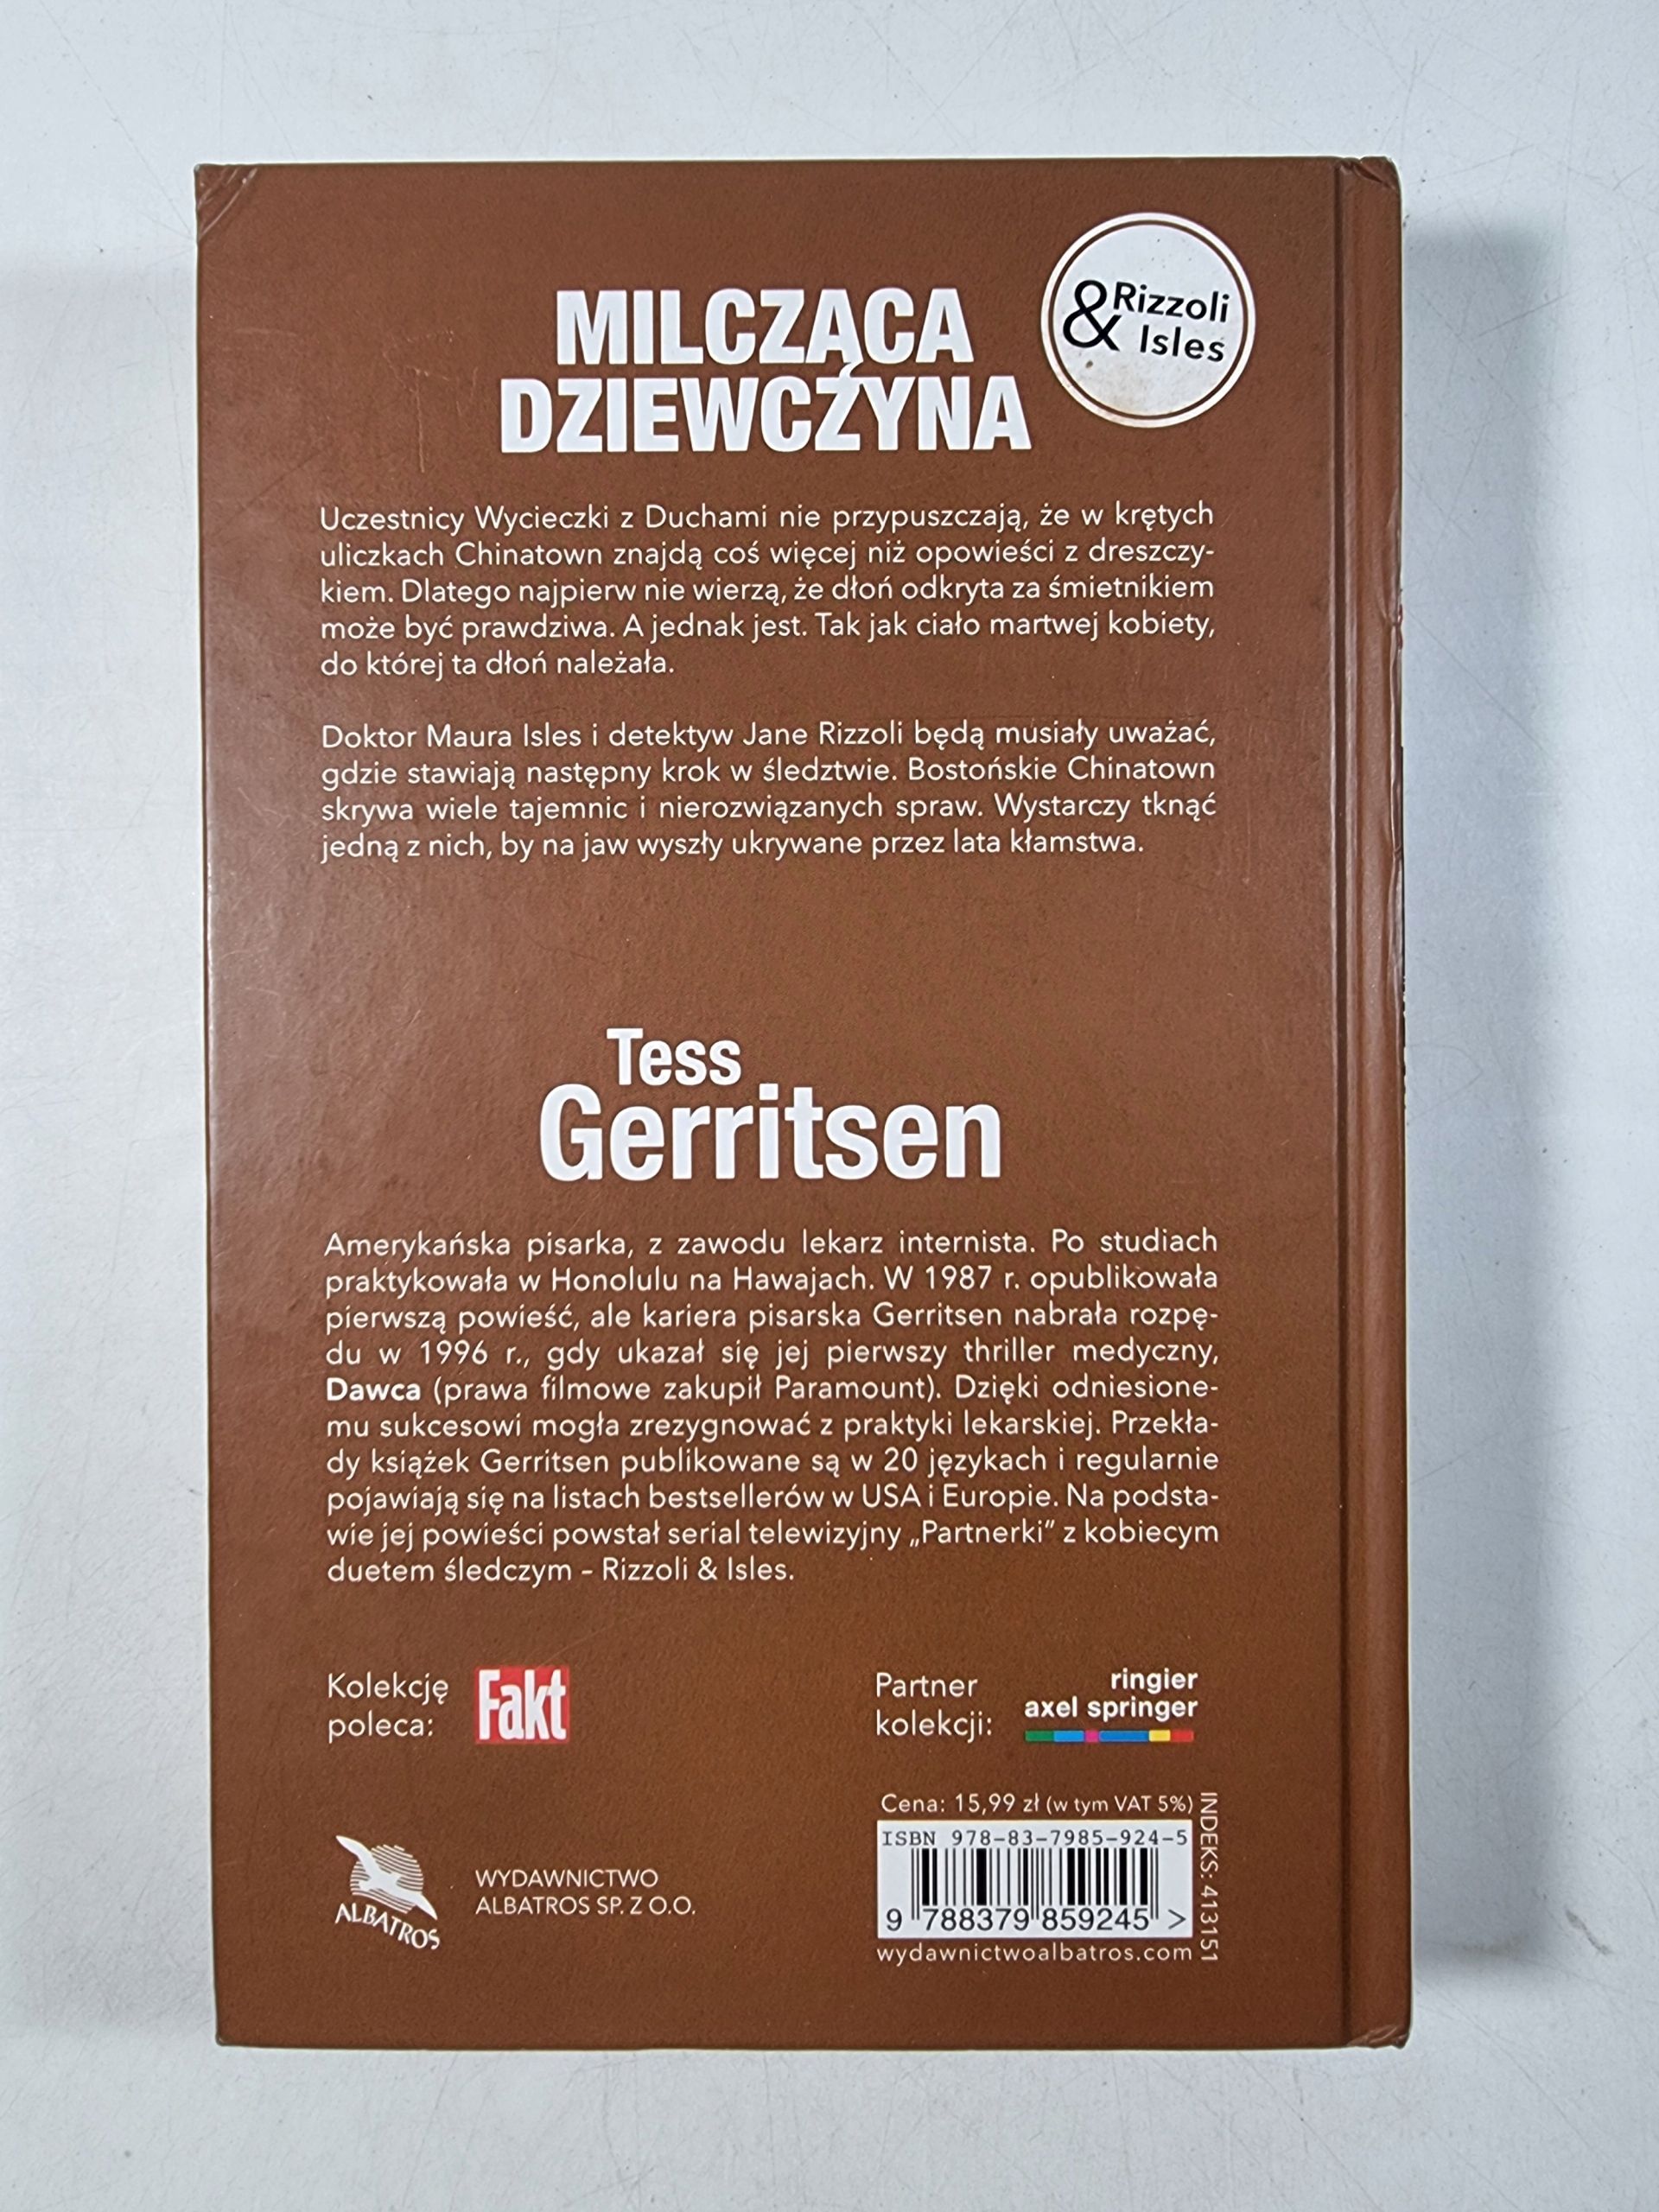 MILCZĄCA
DZIEWCZYNA
& Rizzoli
Isles
Uczestnicy Wycieczki z Duchami nie przypuszczają, że w krętych
uliczkach Chinatown znajdą coś więcej niż opowieści z dreszczy-
kiem. Dlatego najpierw nie wierzą, że dłoń odkryta za śmietnikiem
może być prawdziwa. A jednak jest. Tak jak ciało martwej kobiety,
do której ta dłoń należała.
Doktor Maura Isles i detektyw Jane Rizzoli będą musiały uważać,
gdzie stawiają następny krok w śledztwie. Bostońskie Chinatown
skrywa wiele tajemnic i nierozwiązanych spraw. Wystarczy tknąć
jedną z nich, by na jaw wyszły ukrywane przez lata kłamstwa.
Tess
Gerritsen
Amerykańska pisarka, z zawodu lekarz internista. Po studiach
praktykowała w Honolulu na Hawajach. W 1987 r. opublikowała
pierwszą powieść, ale kariera pisarska Gerritsen nabrała rozpę-
du w 1996 r., gdy ukazał się jej pierwszy thriller medyczny,
Dawca (prawa filmowe zakupił Paramount). Dzięki odniesione-
mu sukcesowi mogła zrezygnować z praktyki lekarskiej. Przekła-
dy książek Gerritsen publikowane są w 20 językach i regularnie
pojawiają się na listach bestsellerów w USA i Europie. Na podsta-
wie jej powieści powstał serial telewizyjny „Partnerki” z kobiecym
duetem śledczym – Rizzoli & Isles.
Kolekcję
poleca:
Fakt
Partner
kolekcji:
ringier
axel springer
Cena: 15,99 zł (w tym VAT 5%)
ISBN 978-83-7985-924-5
9 788379 859245 >
wydawnictwoalbatros.com
INDEKS: 413151
ALBATROS
WYDAWNICTWO
ALBATROS SP. Z O.O.